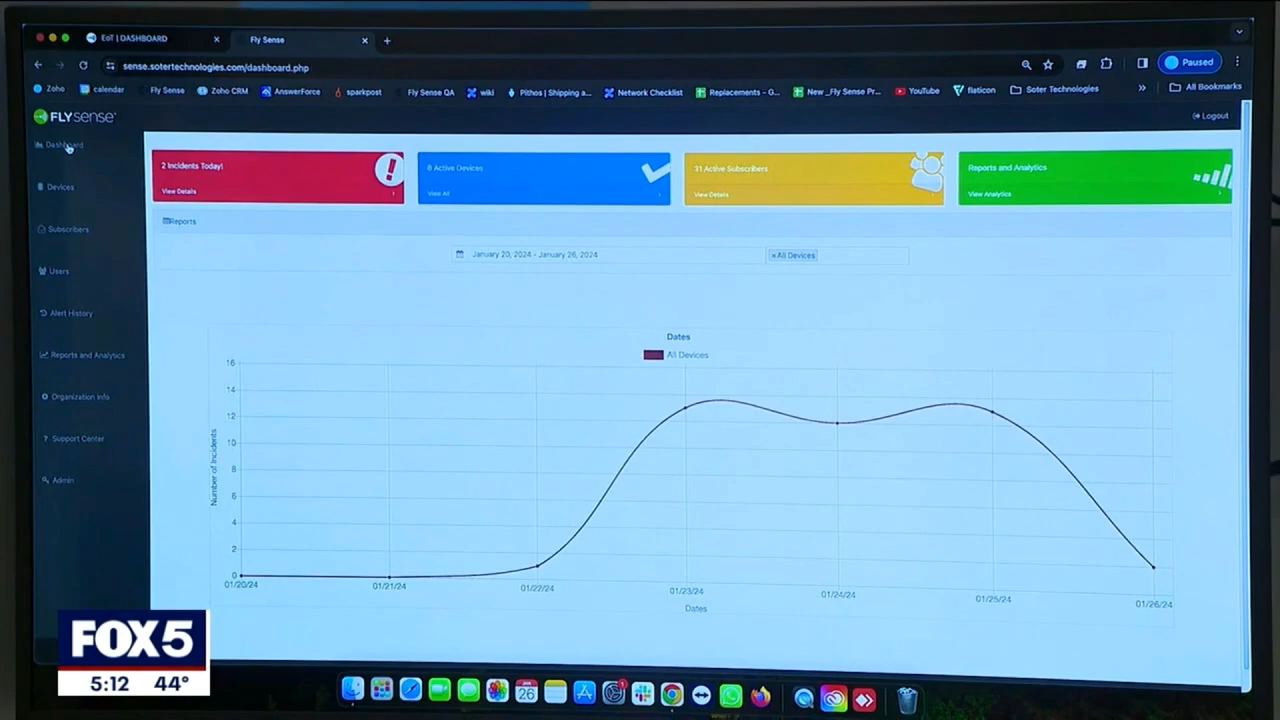 EoT | DASHBOARD
Fly Sense
sense.sotertechnologies.com/dashboard.php
Paused
Zoho
calendar
Fly Sense
Zoho CRM
AnswerForce
sparkpost
Fly Sense QA
wiki
Pithos | Shipping a...
Network Checklist
Replacements - G...
New _Fly Sense Pr...
YouTube
flaticon
Soter Technologies
All Bookmarks
FLYSENSE
Logout
Dashboard
Devices
Subscribers
Users
Alert History
Reports and Analytics
Organization Info
Support Center
Admin
2 Incidents Today!
View Details
8 Active Devices
View All
31 Active Subscribers
View Details
Reports and Analytics
View Analytics
Reports
January 20, 2024 - January 26, 2024
×All Devices
Dates
All Devices
Number of Incidents
16
14
12
10
8
6
4
2
0
01/20/24
01/21/24
01/22/24
01/23/24
01/24/24
01/25/24
01/26/24
Dates
FOX 5
5:12 44°
JAN
26
1